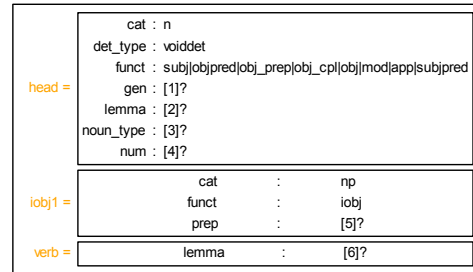 cat : n
det_type : voiddet
funct : subj|objpred|obj_prep|obj_cpl|obj|mod|app|subjpred
head = gen : [1]?
lemma : [2]?
noun_type : [3]?
num : [4]?
cat : np
iobj1 = funct : iobj
prep : [5]?
verb = lemma : [6]?